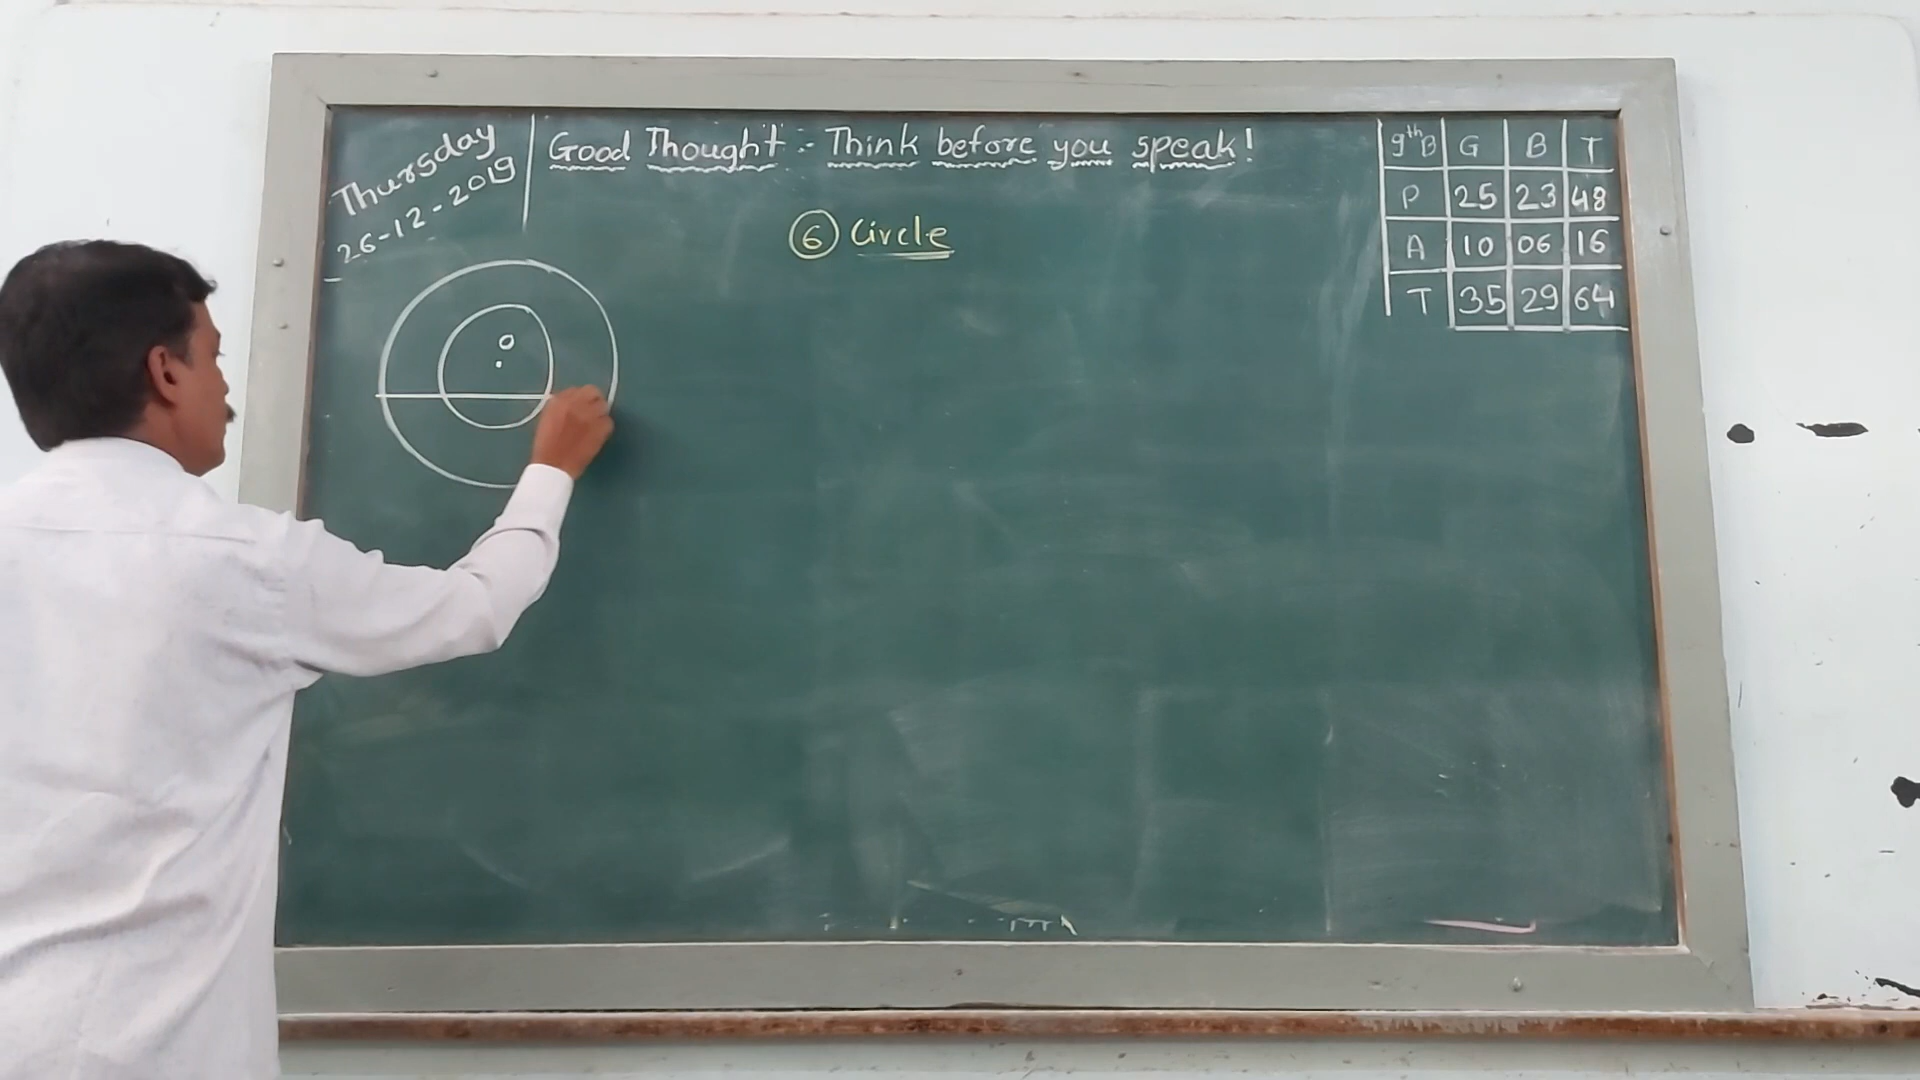 Thursday
26-12-2019
Good Thought :- Think before you speak!
6 Circle
9th B G B T
P 25 23 48
A 10 06 16
T 35 29 64
O